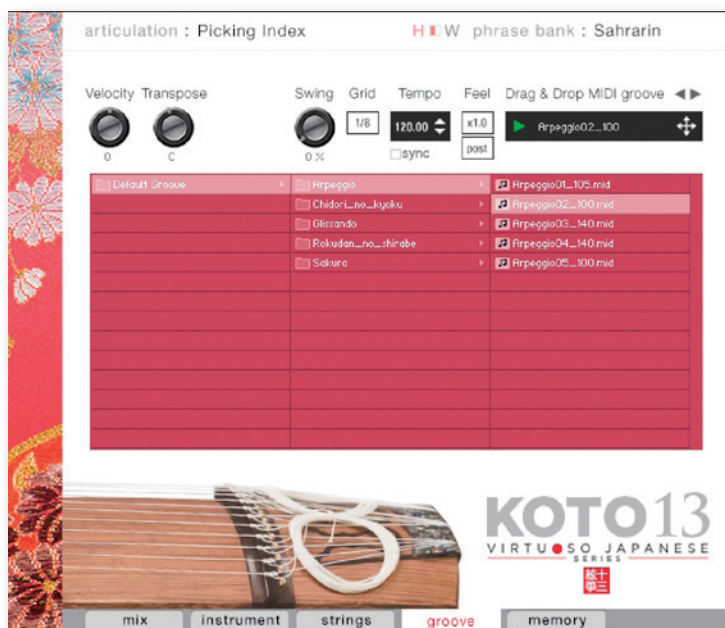 articulation : Picking Index
H W phrase bank : Sahrarin
Velocity Transpose
Swing Grid Tempo Feel Drag & Drop MIDI groove
1/8 120.00 x1.0 Arpeggio02_100
0 C 0 % sync post
Default Groove Arpeggio Arpeggio01_105.mid
Chidori_no_kyoku Arpeggio02_100.mid
Glissando Arpeggio03_140.mid
Rokudan_no_shirabe Arpeggio04_140.mid
Sakura Arpeggio05_100.mid
KOTO 13
VIRTUOSO JAPANESE
SERIES
mix instrument strings groove memory